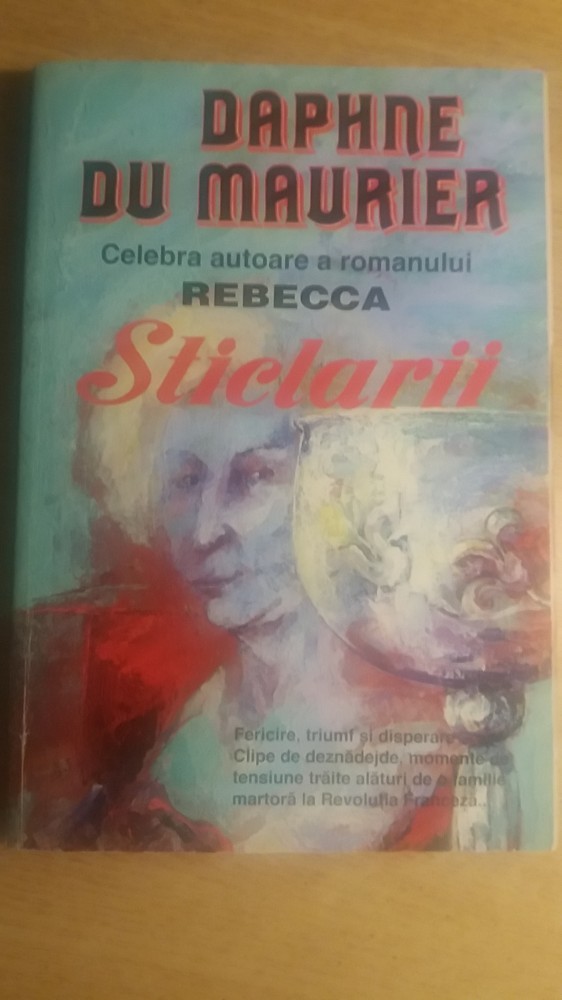 DAPHNE
DU MAURIER
Celebra autoare a romanului
REBECCA
Sticlarii
Fericire, triumf și disperare
Clipe de deznădejde, momente de
tensiune trăite alături de o familie
martoră la Revoluția Franceză...